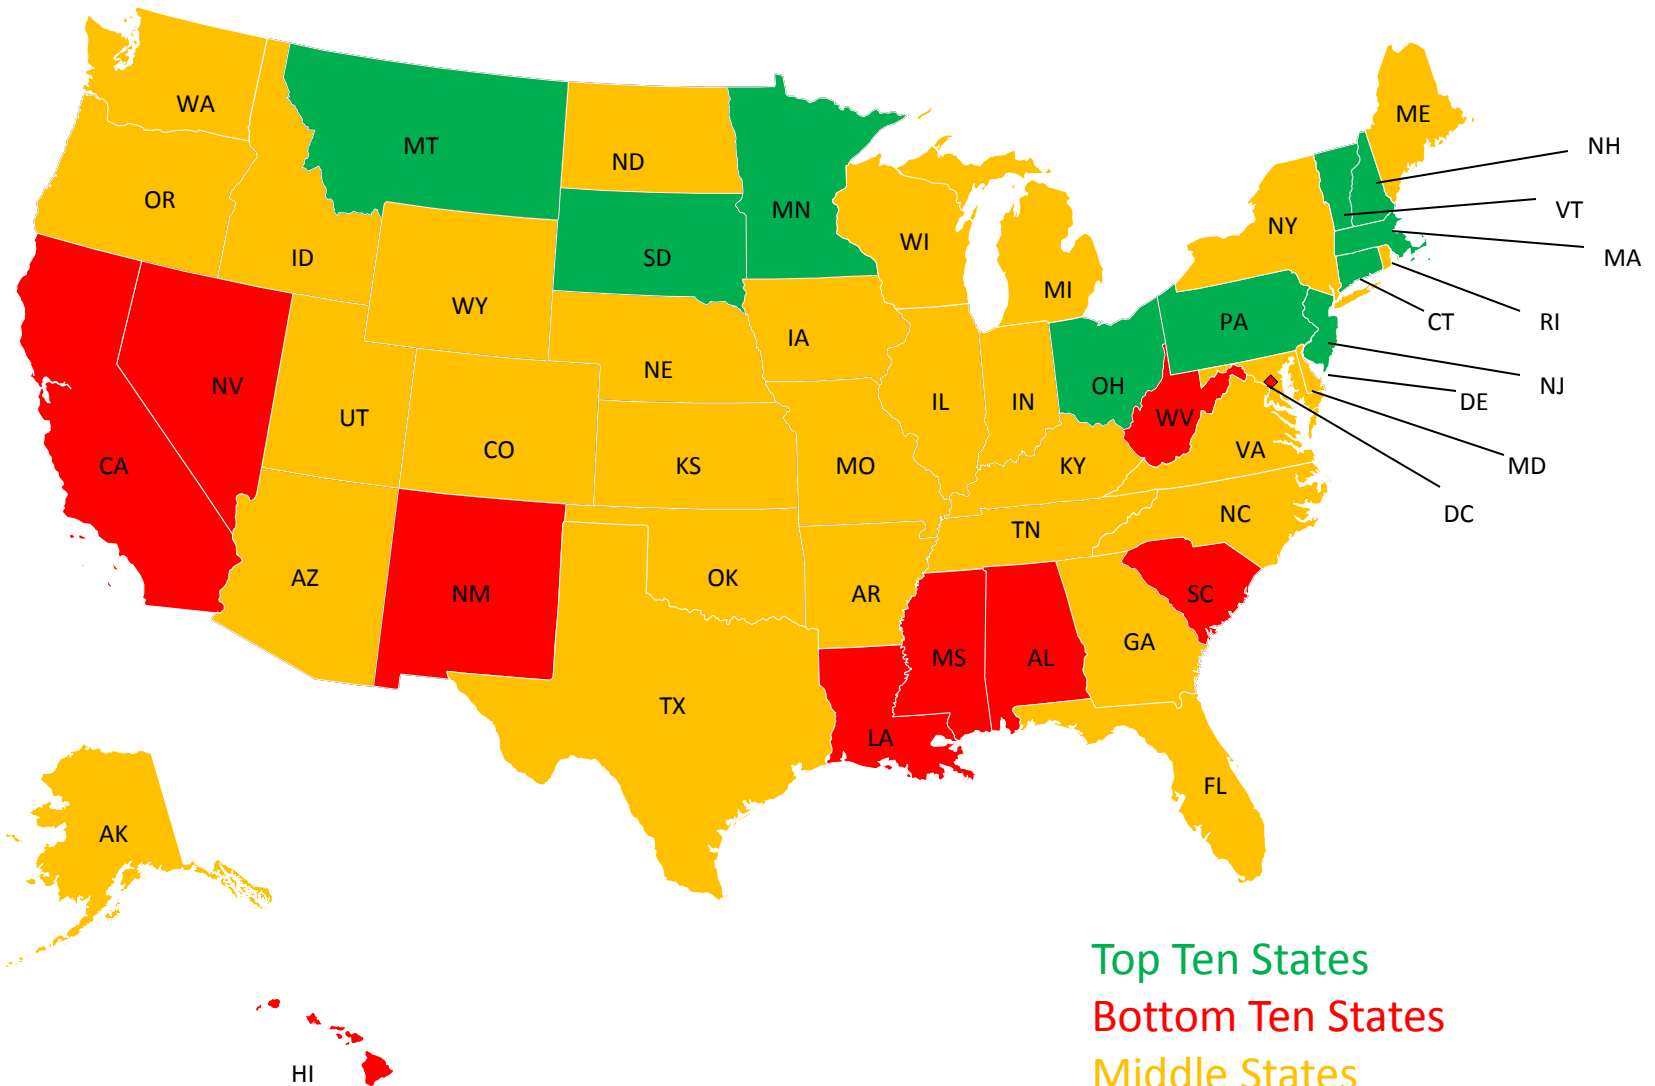 WA
MT
ND
ME
NH
OR
MN
VT
NY
WI
ID
SD
MA
MI
WY
PA
CT
RI
IA
NE
NV
OH
NJ
UT
IL
IN
DE
WV
CO
VA
CA
KS
MO
KY
MD
NC
DC
TN
AZ
OK
NM
AR
SC
GA
MS
AL
TX
LA
FL
AK
Top Ten States
Bottom Ten States
HI
Middle States